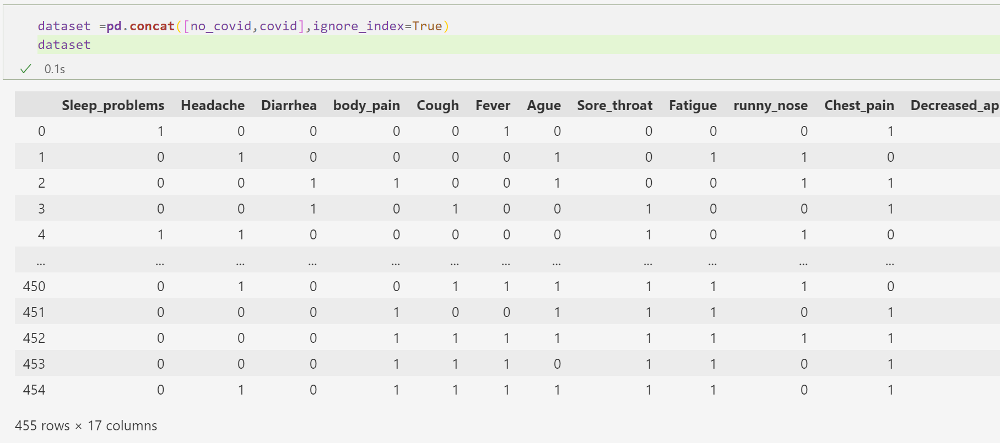 dataset =pd.concat([no_covid,covid],ignore_index=True)
dataset
0.1s
Sleep_problems Headache Diarrhea body_pain Cough Fever Ague Sore_throat Fatigue runny_nose Chest_pain Decreased_ap
0 1 0 0 0 0 1 0 0 0 0 1
1 0 1 0 0 0 0 1 0 1 1 0
2 0 0 1 1 0 0 1 0 0 1 1
3 0 0 1 0 1 0 0 1 0 0 1
4 1 1 0 0 0 0 0 1 0 1 0
... ... ... ... ... ... ... ... ... ... ... ...
450 0 1 0 0 1 1 1 1 1 1 0
451 0 0 0 1 0 0 1 1 1 0 1
452 0 0 0 1 1 1 1 1 1 1 1
453 0 0 0 1 1 1 0 1 1 0 1
454 0 1 0 1 1 1 1 1 1 0 1
455 rows × 17 columns